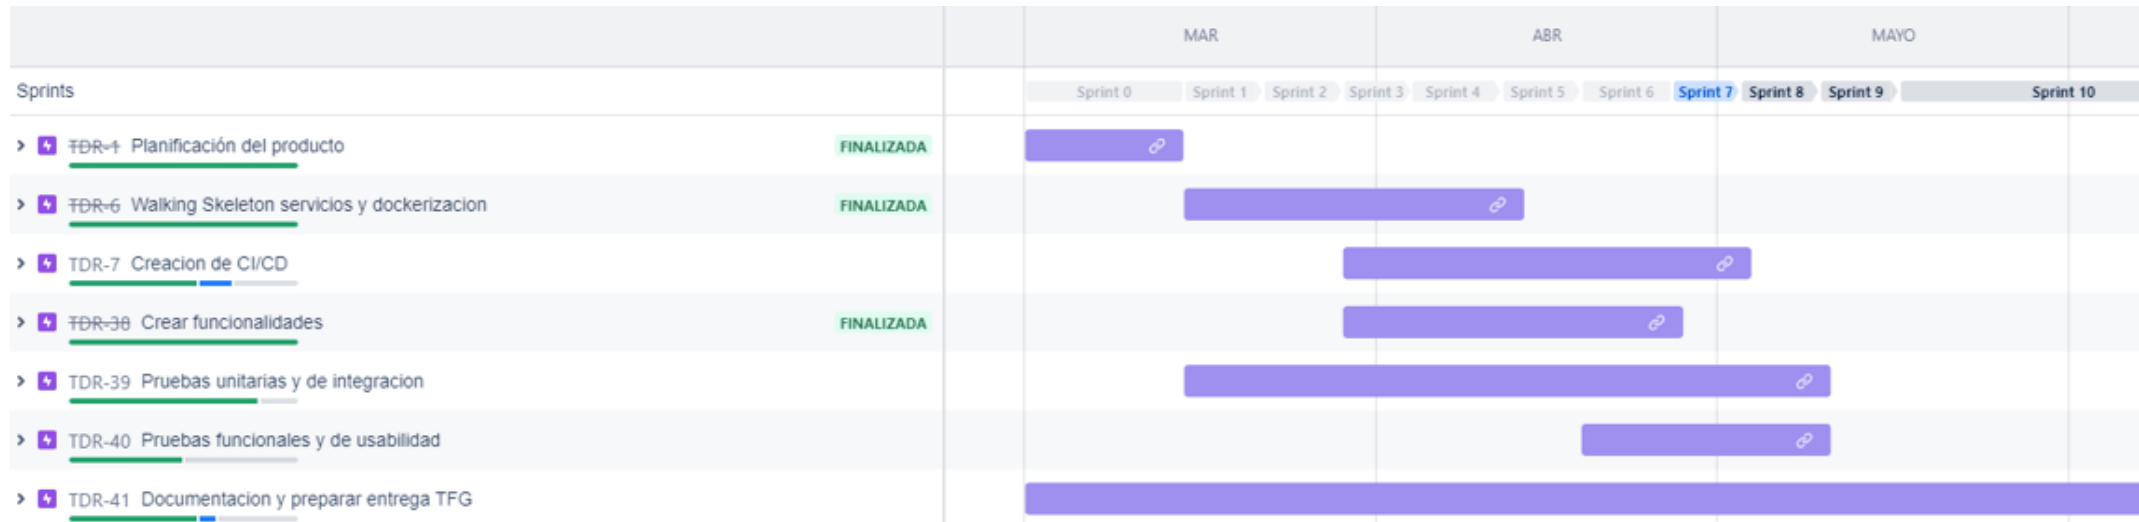 MAR ABR MAYO
Sprints Sprint 0 Sprint 1 Sprint 2 Sprint 3 Sprint 4 Sprint 5 Sprint 6 Sprint 7 Sprint 8 Sprint 9 Sprint 10
TDR-1 Planificación del producto FINALIZADA
TDR-6 Walking Skeleton servicios y dockerizacion FINALIZADA
TDR-7 Creacion de CI/CD
TDR-38 Crear funcionalidades FINALIZADA
TDR-39 Pruebas unitarias y de integracion
TDR-40 Pruebas funcionales y de usabilidad
TDR-41 Documentacion y preparar entrega TFG